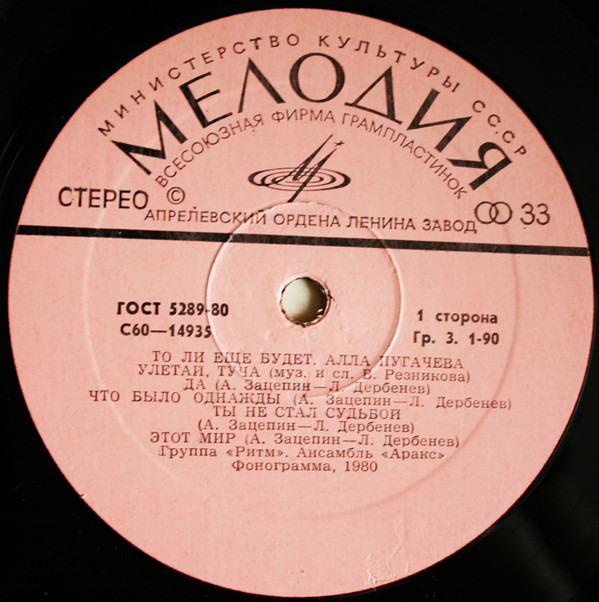 МИНИСТЕРСТВО КУЛЬТУРЫ СССР
МЕЛОДИЯ
ВСЕСОЮЗНАЯ ФИРМА ГРАМПЛАСТИНОК
СТЕРЕО ©
АПРЕЛЕВСКИЙ ОРДЕНА ЛЕНИНА ЗАВОД
33
ГОСТ 5289-80
С60—14935
1 сторона
Гр. 3. 1-90
ТО ЛИ ЕЩЕ БУДЕТ. АЛЛА ПУГАЧЕВА
УЛЕТАЙ, ТУЧА (муз. и сл. В. Резникова)
ДА (А. Зацепин—Л. Дербенев)
ЧТО БЫЛО ОДНАЖДЫ (А. Зацепин—Л. Дербенев)
ТЫ НЕ СТАЛ СУДЬБОЙ
(А. Зацепин—Л. Дербенев)
ЭТОТ МИР (А. Зацепин—Л. Дербенев)
Группа «Ритм». Ансамбль «Аракс»
Фонограмма, 1980